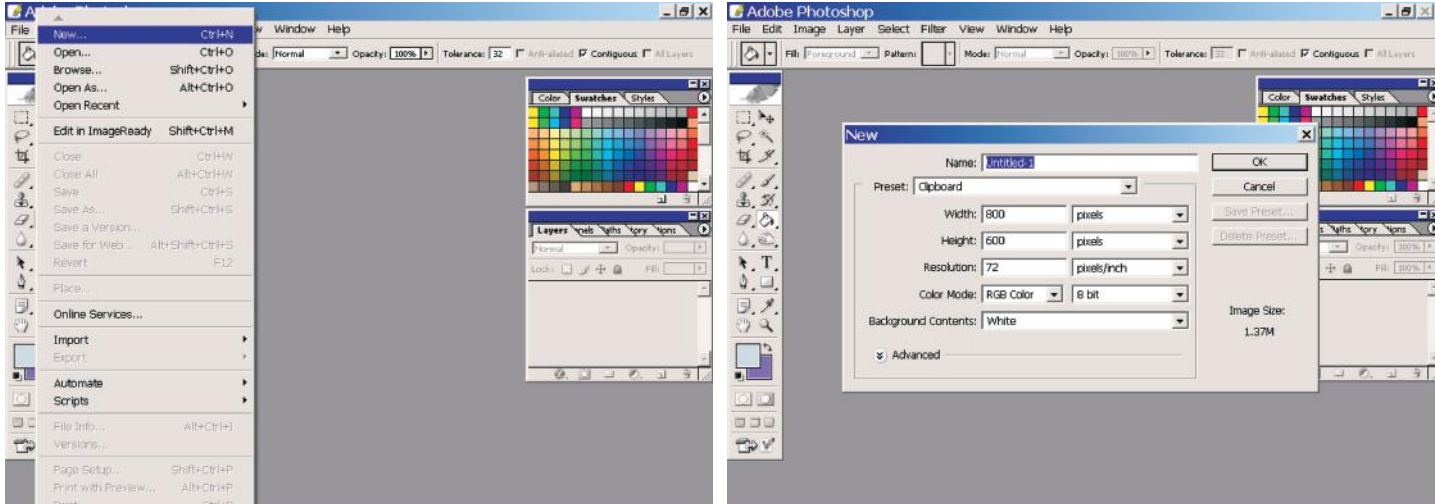 File
New... Ctrl+N
Open... Ctrl+O
Browse... Shift+Ctrl+O
Open As... Alt+Ctrl+O
Open Recent
Edit in ImageReady Shift+Ctrl+M
Close Ctrl+W
Close All Alt+Ctrl+W
Save Ctrl+S
Save As... Shift+Ctrl+S
Save a Version...
Save for Web... Alt+Shift+Ctrl+S
Revert F12
Place...
Online Services...
Import
Export
Automate
Scripts
File Info... Alt+Ctrl+I
Versions...
Page Setup... Shift+Ctrl+P
Print with Preview... Alt+Ctrl+P
Window Help
Normal Opacity: 100% Tolerance: 32 Anti-aliased Contiguous All Layers
Color Swatches Styles
Layers
Normal Opacity:
Lock: Fill:
Adobe Photoshop
File Edit Image Layer Select Filter View Window Help
Fill: Foreground Pattern: Mode: Normal Opacity: 100% Tolerance: 32 Anti-aliased Contiguous All Layers
Color Swatches Styles
New
Name: Untitled-1
Preset: Clipboard
Width: 800 pixels
Height: 600 pixels
Resolution: 72 pixels/inch
Color Mode: RGB Color 8 bit
Background Contents: White
Advanced
OK
Cancel
Save Preset...
Delete Preset...
Image Size:
1.37M
Opacity: 100%
Fill: 100%